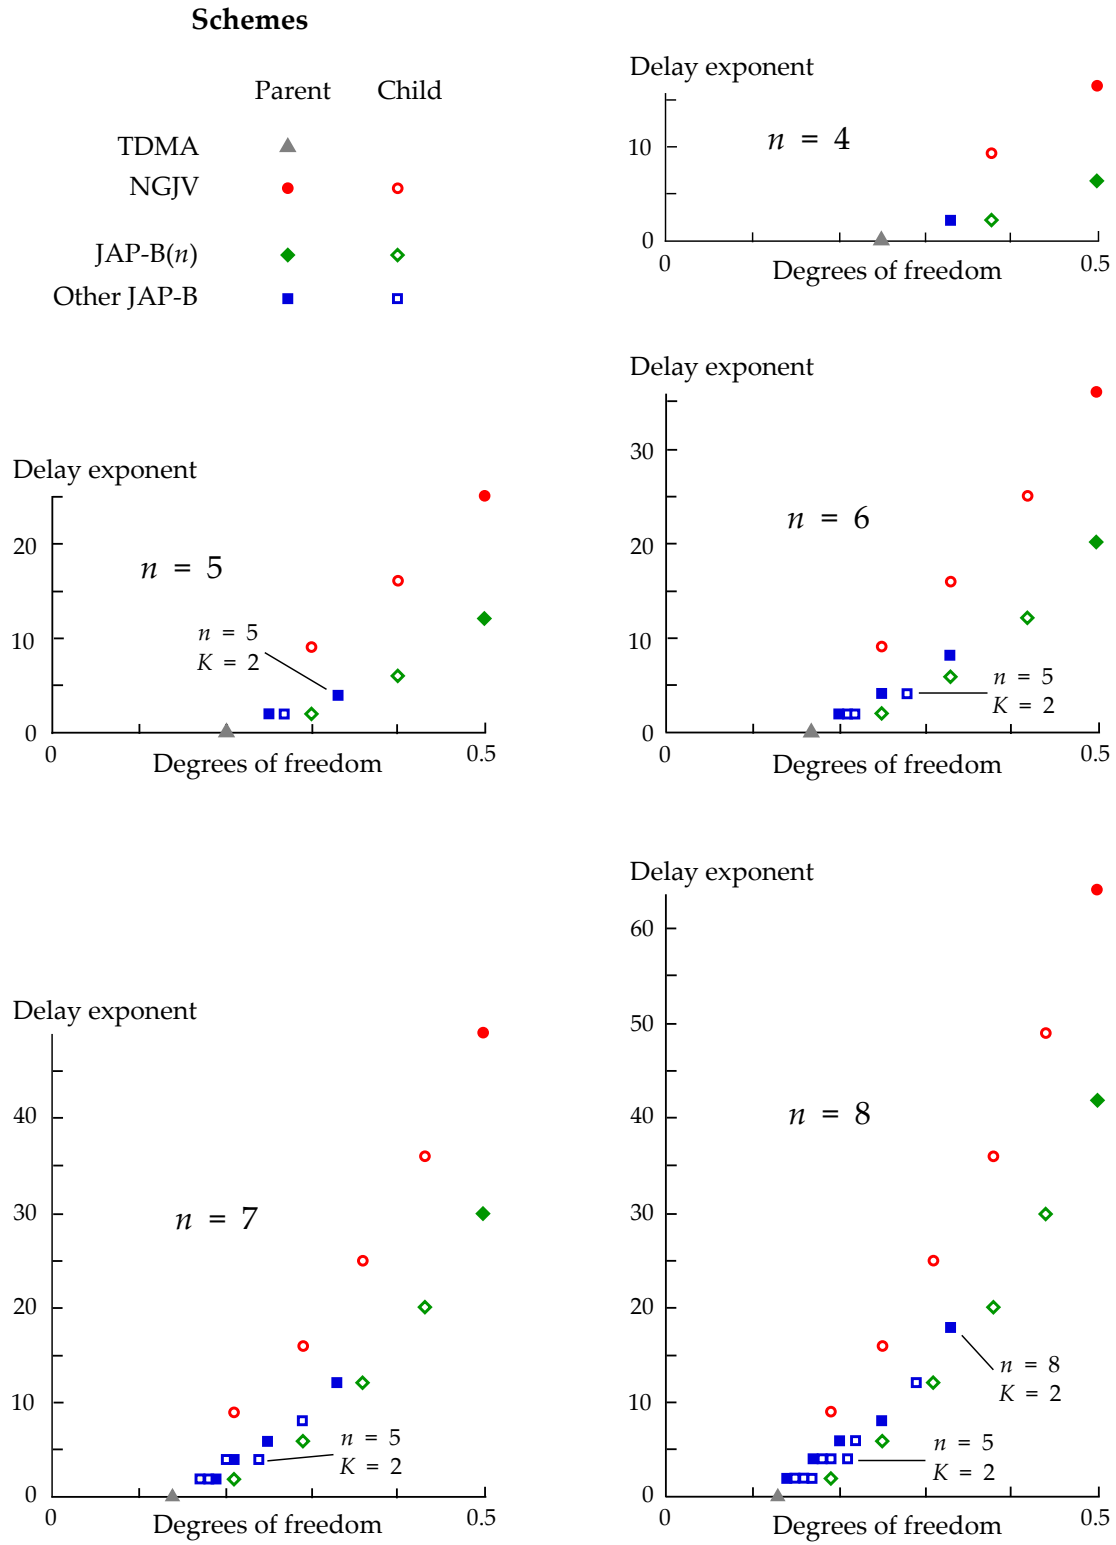 Schemes
Parent Child
TDMA
NGJV
JAP-B(n)
Other JAP-B
Delay exponent
n = 4
10
0
0
0.5
Degrees of freedom
Delay exponent
n = 5
20
10
0
n = 5
K = 2
0
0.5
Degrees of freedom
Delay exponent
n = 6
30
20
10
0
n = 5
K = 2
0
0.5
Degrees of freedom
Delay exponent
n = 7
40
30
20
10
0
n = 5
K = 2
0
0.5
Degrees of freedom
Delay exponent
60
50
40
30
20
10
0
n = 8
n = 8
K = 2
n = 5
K = 2
0
0.5
Degrees of freedom